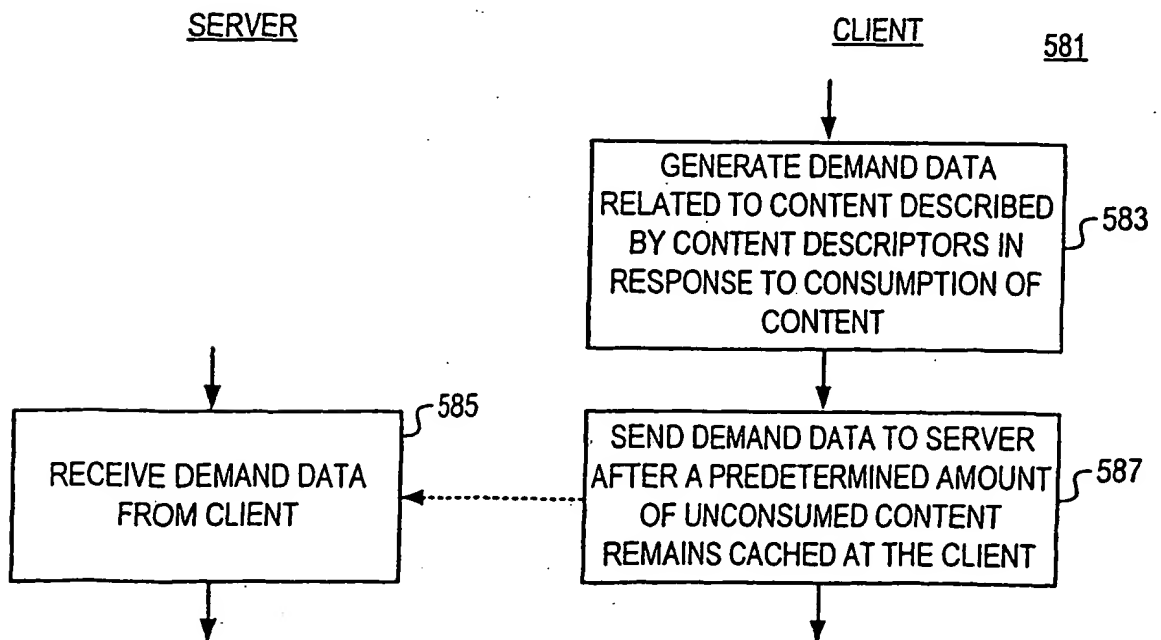 SERVER
CLIENT
581
GENERATE DEMAND DATA
RELATED TO CONTENT DESCRIBED
BY CONTENT DESCRIPTORS IN
RESPONSE TO CONSUMPTION OF
CONTENT
583
585
RECEIVE DEMAND DATA
FROM CLIENT
SEND DEMAND DATA TO SERVER
AFTER A PREDETERMINED AMOUNT
OF UNCONSUMED CONTENT
REMAINS CACHED AT THE CLIENT
587